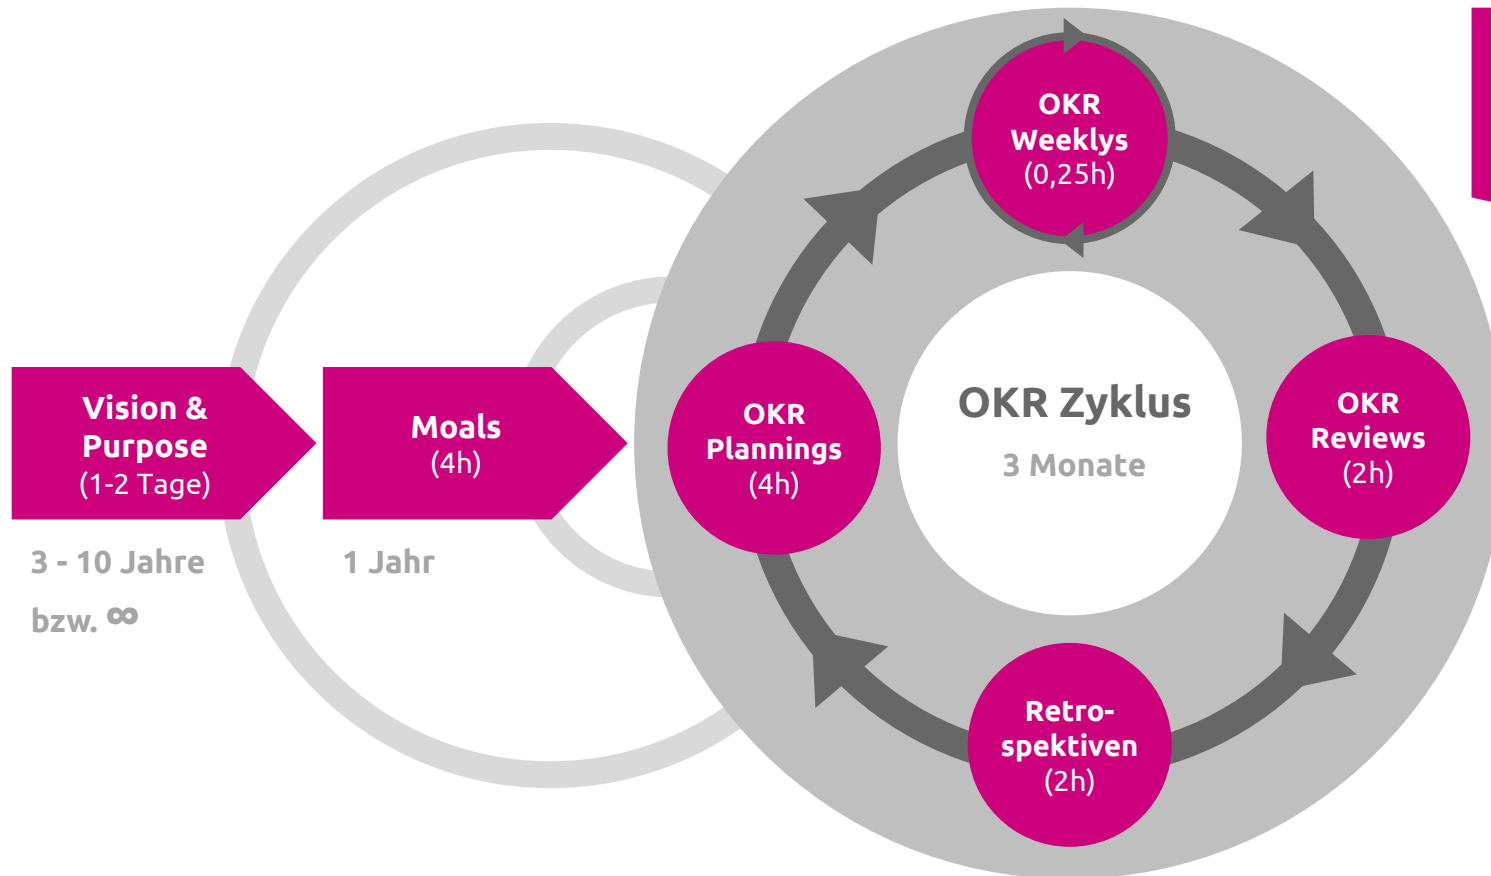 Vision &
Purpose
(1-2 Tage)
3 - 10 Jahre
bzw. ∞
Moals
(4h)
1 Jahr
OKR
Plannings
(4h)
OKR
Weeklys
(0,25h)
OKR Zyklus
3 Monate
OKR
Reviews
(2h)
Retro-
spektiven
(2h)